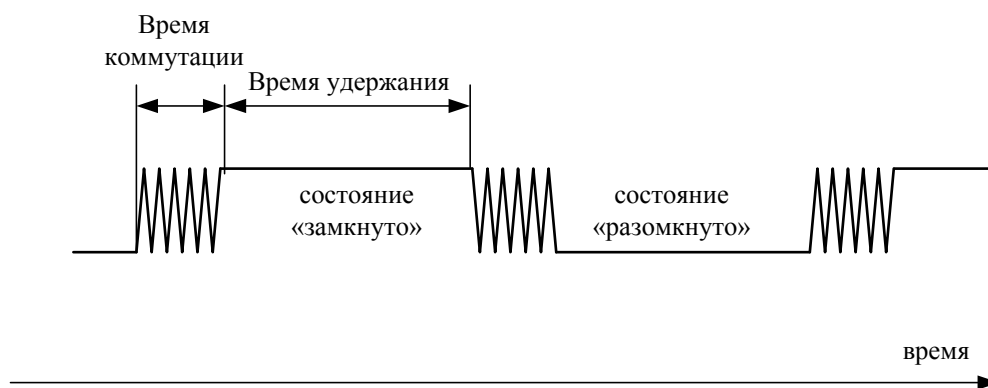 Время
коммутации
Время удержания
состояние
«замкнуто»
состояние
«разомкнуто»
время